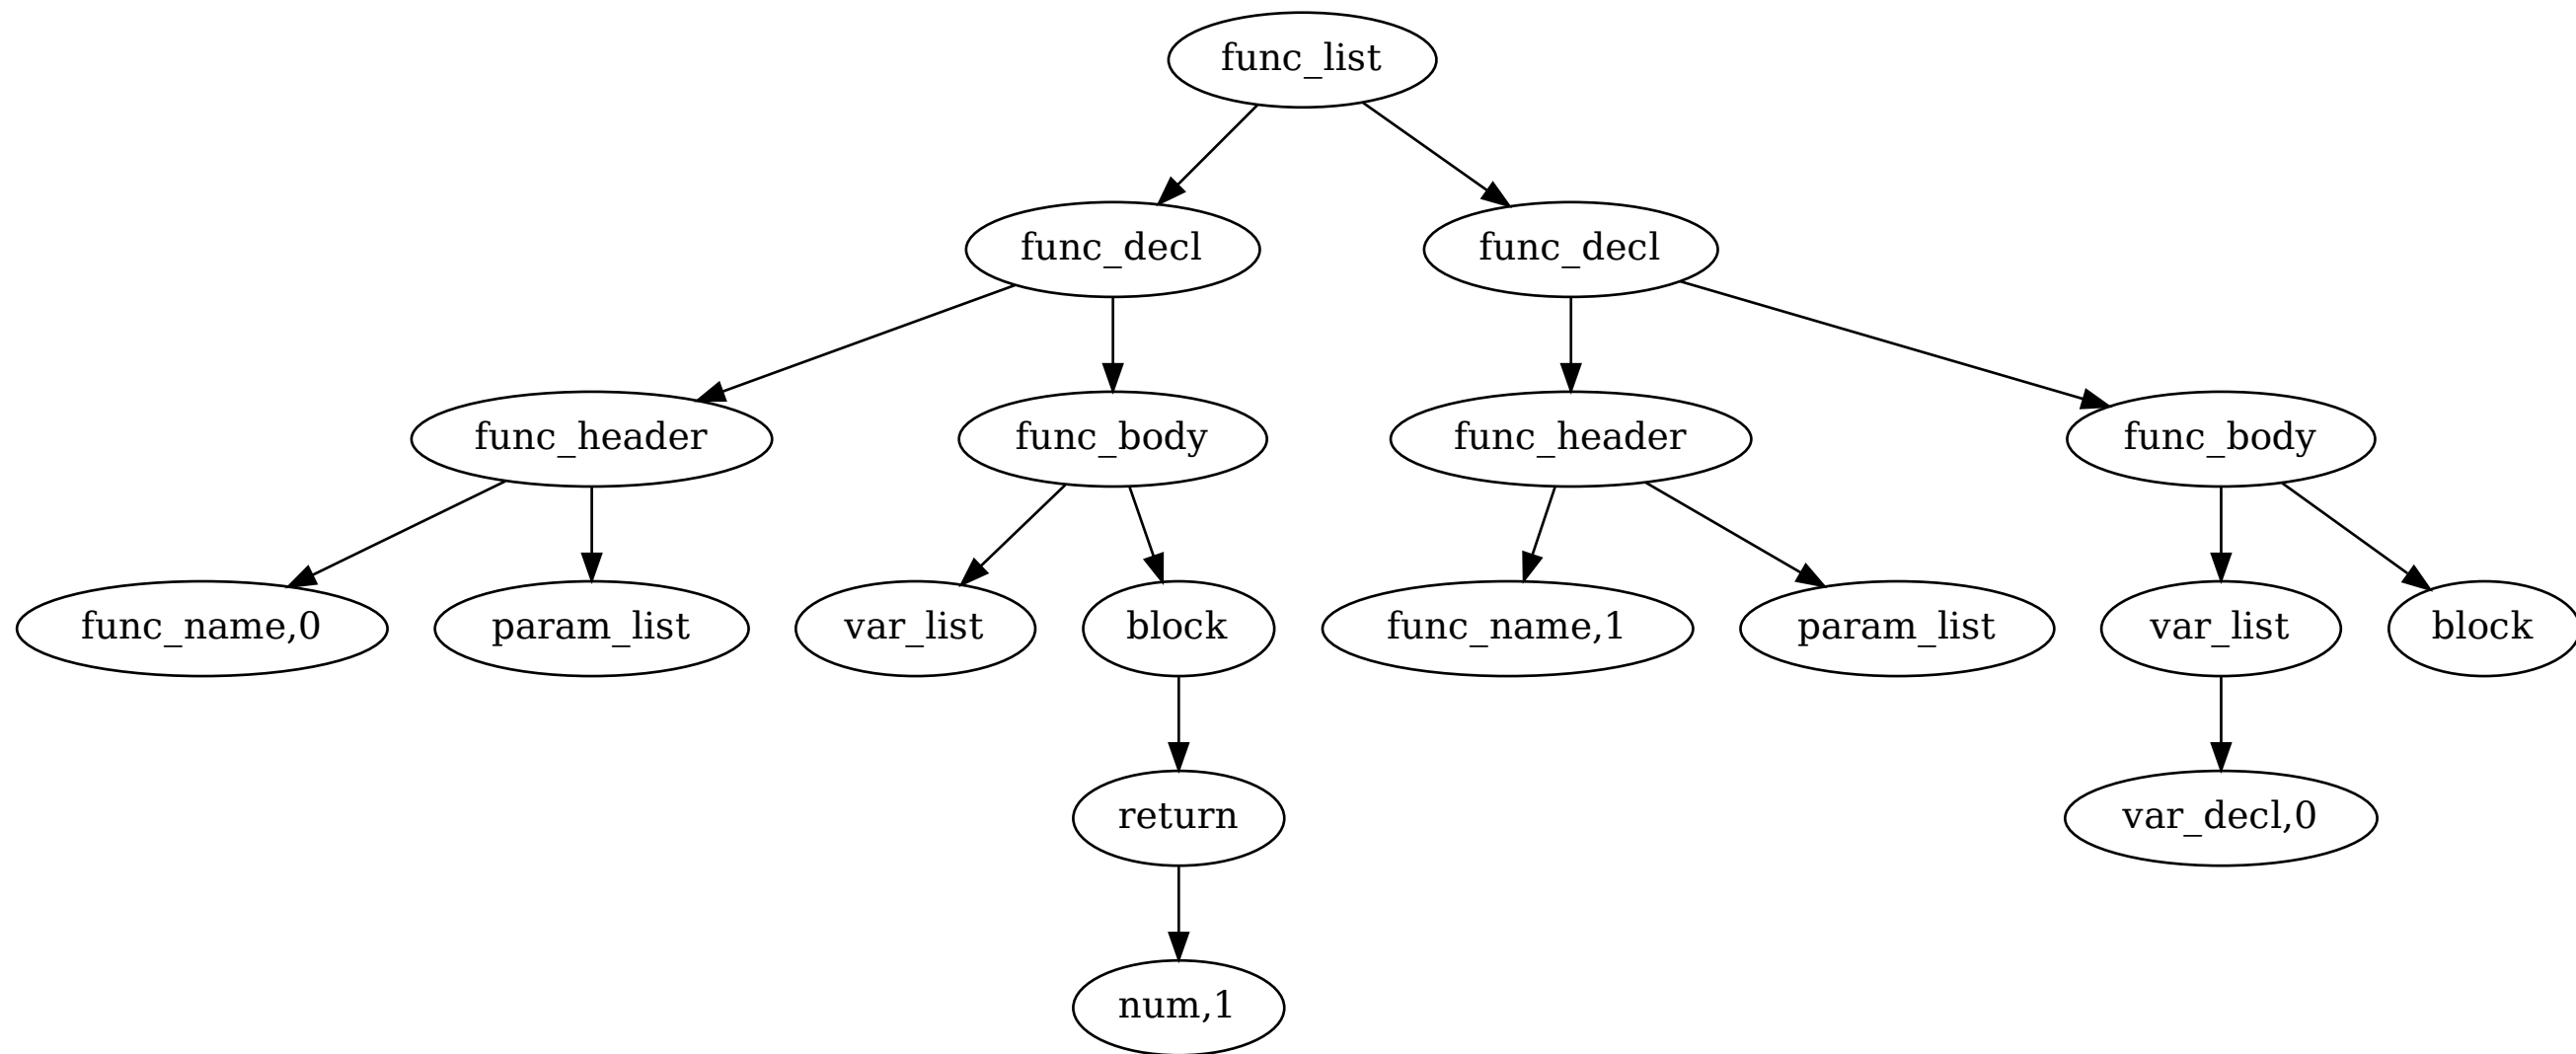 func_list
func_decl
func_decl
func_header
func_body
func_header
func_body
func_name,0
param_list
var_list
block
func_name,1
param_list
var_list
block
return
var_decl,0
num,1